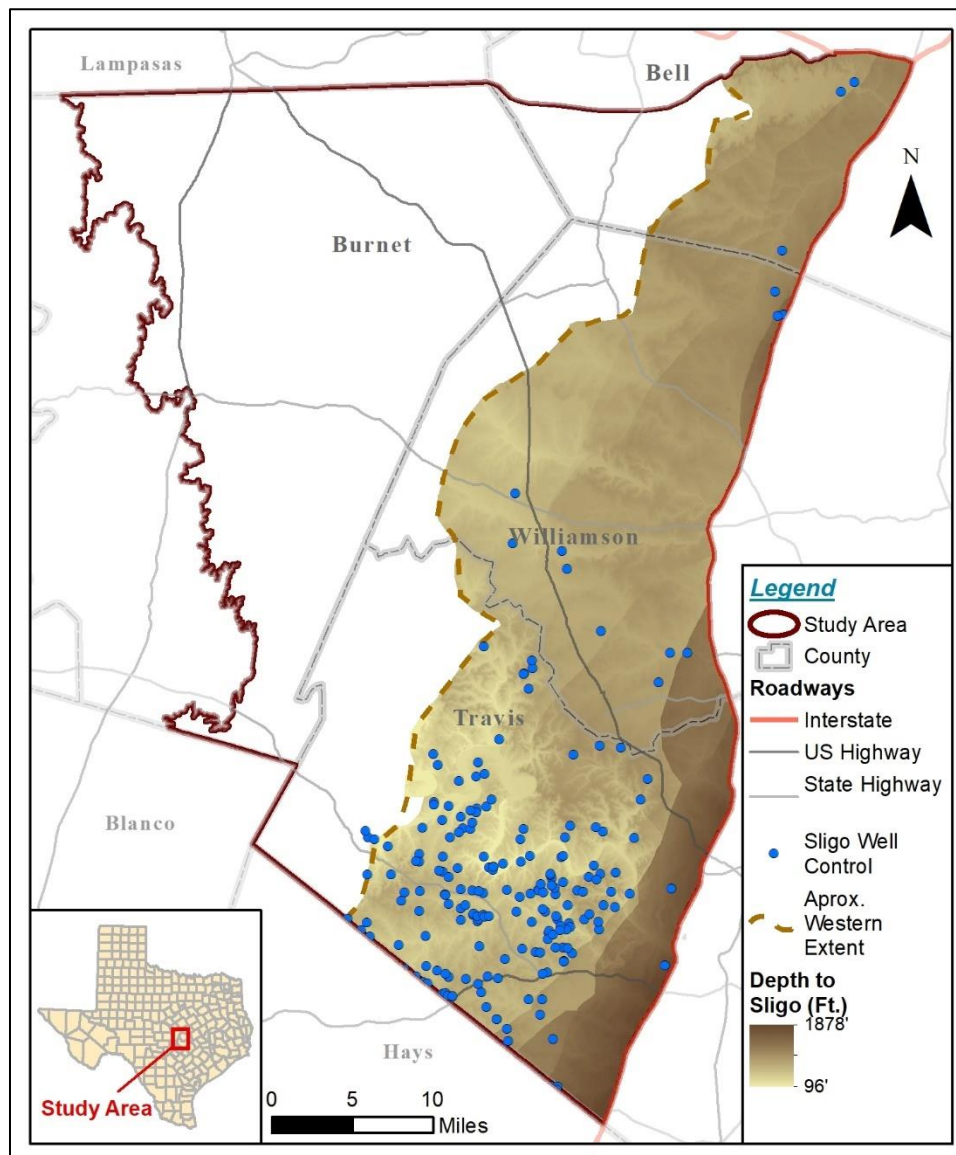 Lampasas
Bell
N
Burnet
Williamson
Travis
Blanco
Hays
Legend
Study Area
County
Roadways
Interstate
US Highway
State Highway
Sligo Well
Control
Aprox.
Western
Extent
Depth to
Sligo (Ft.)
1878'
96'
Study Area
0
5
10
Miles